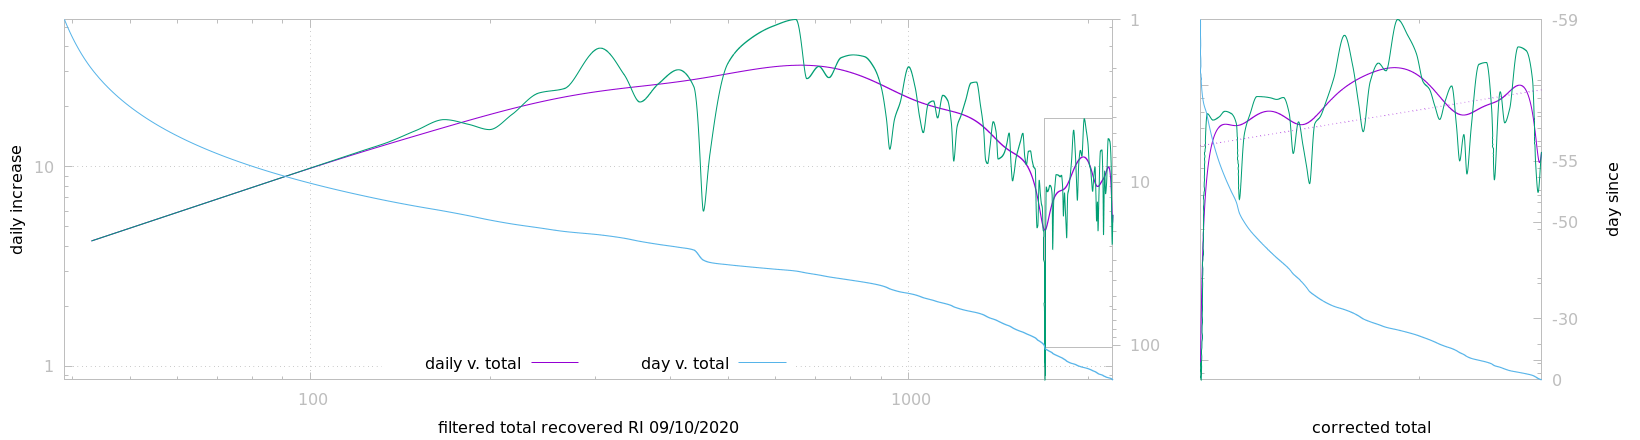 1
-59
10
-55
10
-50
daily increase
day since
-30
100
daily v. total
day v. total
1
0
100
1000
filtered total recovered RI 09/10/2020
corrected total